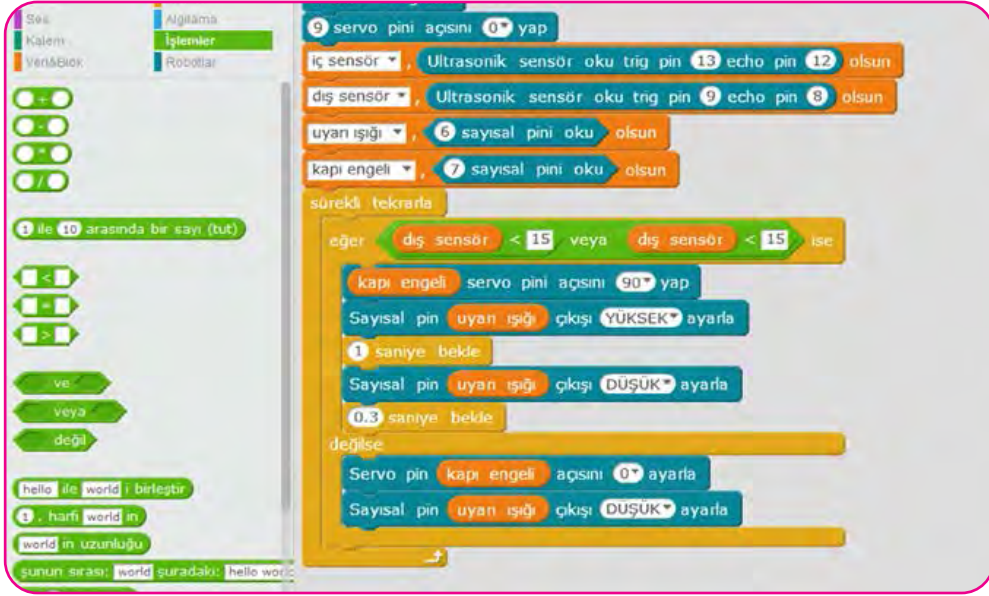 Ses
Algılama
Kalem
İşlemler
Veri&Blok
Robotlar
+
-
*
/
1 ile 10 arasında bir sayı (tut)
<
=
>
ve
veya
değil
hello ile world i birleştir
1 . harfi world in
world in uzunluğu
şunun sırası: world şuradaki: hello
9 servo pini açısını 0 yap
iç sensör , Ultrasonik sensör oku trig pin 13 echo pin 12 olsun
dış sensör , Ultrasonik sensör oku trig pin 9 echo pin 8 olsun
uyarı ışığı , 6 sayısal pini oku olsun
kapı engeli , 7 sayısal pini oku olsun
sürekli tekrarla
eğer dış sensör < 15 veya dış sensör < 15 ise
kapı engeli servo pini açısını 90 yap
Sayısal pin uyarı ışığı çıkışı YÜKSEK ayarla
1 saniye bekle
Sayısal pin uyarı ışığı çıkışı DÜŞÜK ayarla
0.3 saniye bekle
değilse
Servo pin kapı engeli açısını 0 ayarla
Sayısal pin uyarı ışığı çıkışı DÜŞÜK ayarla